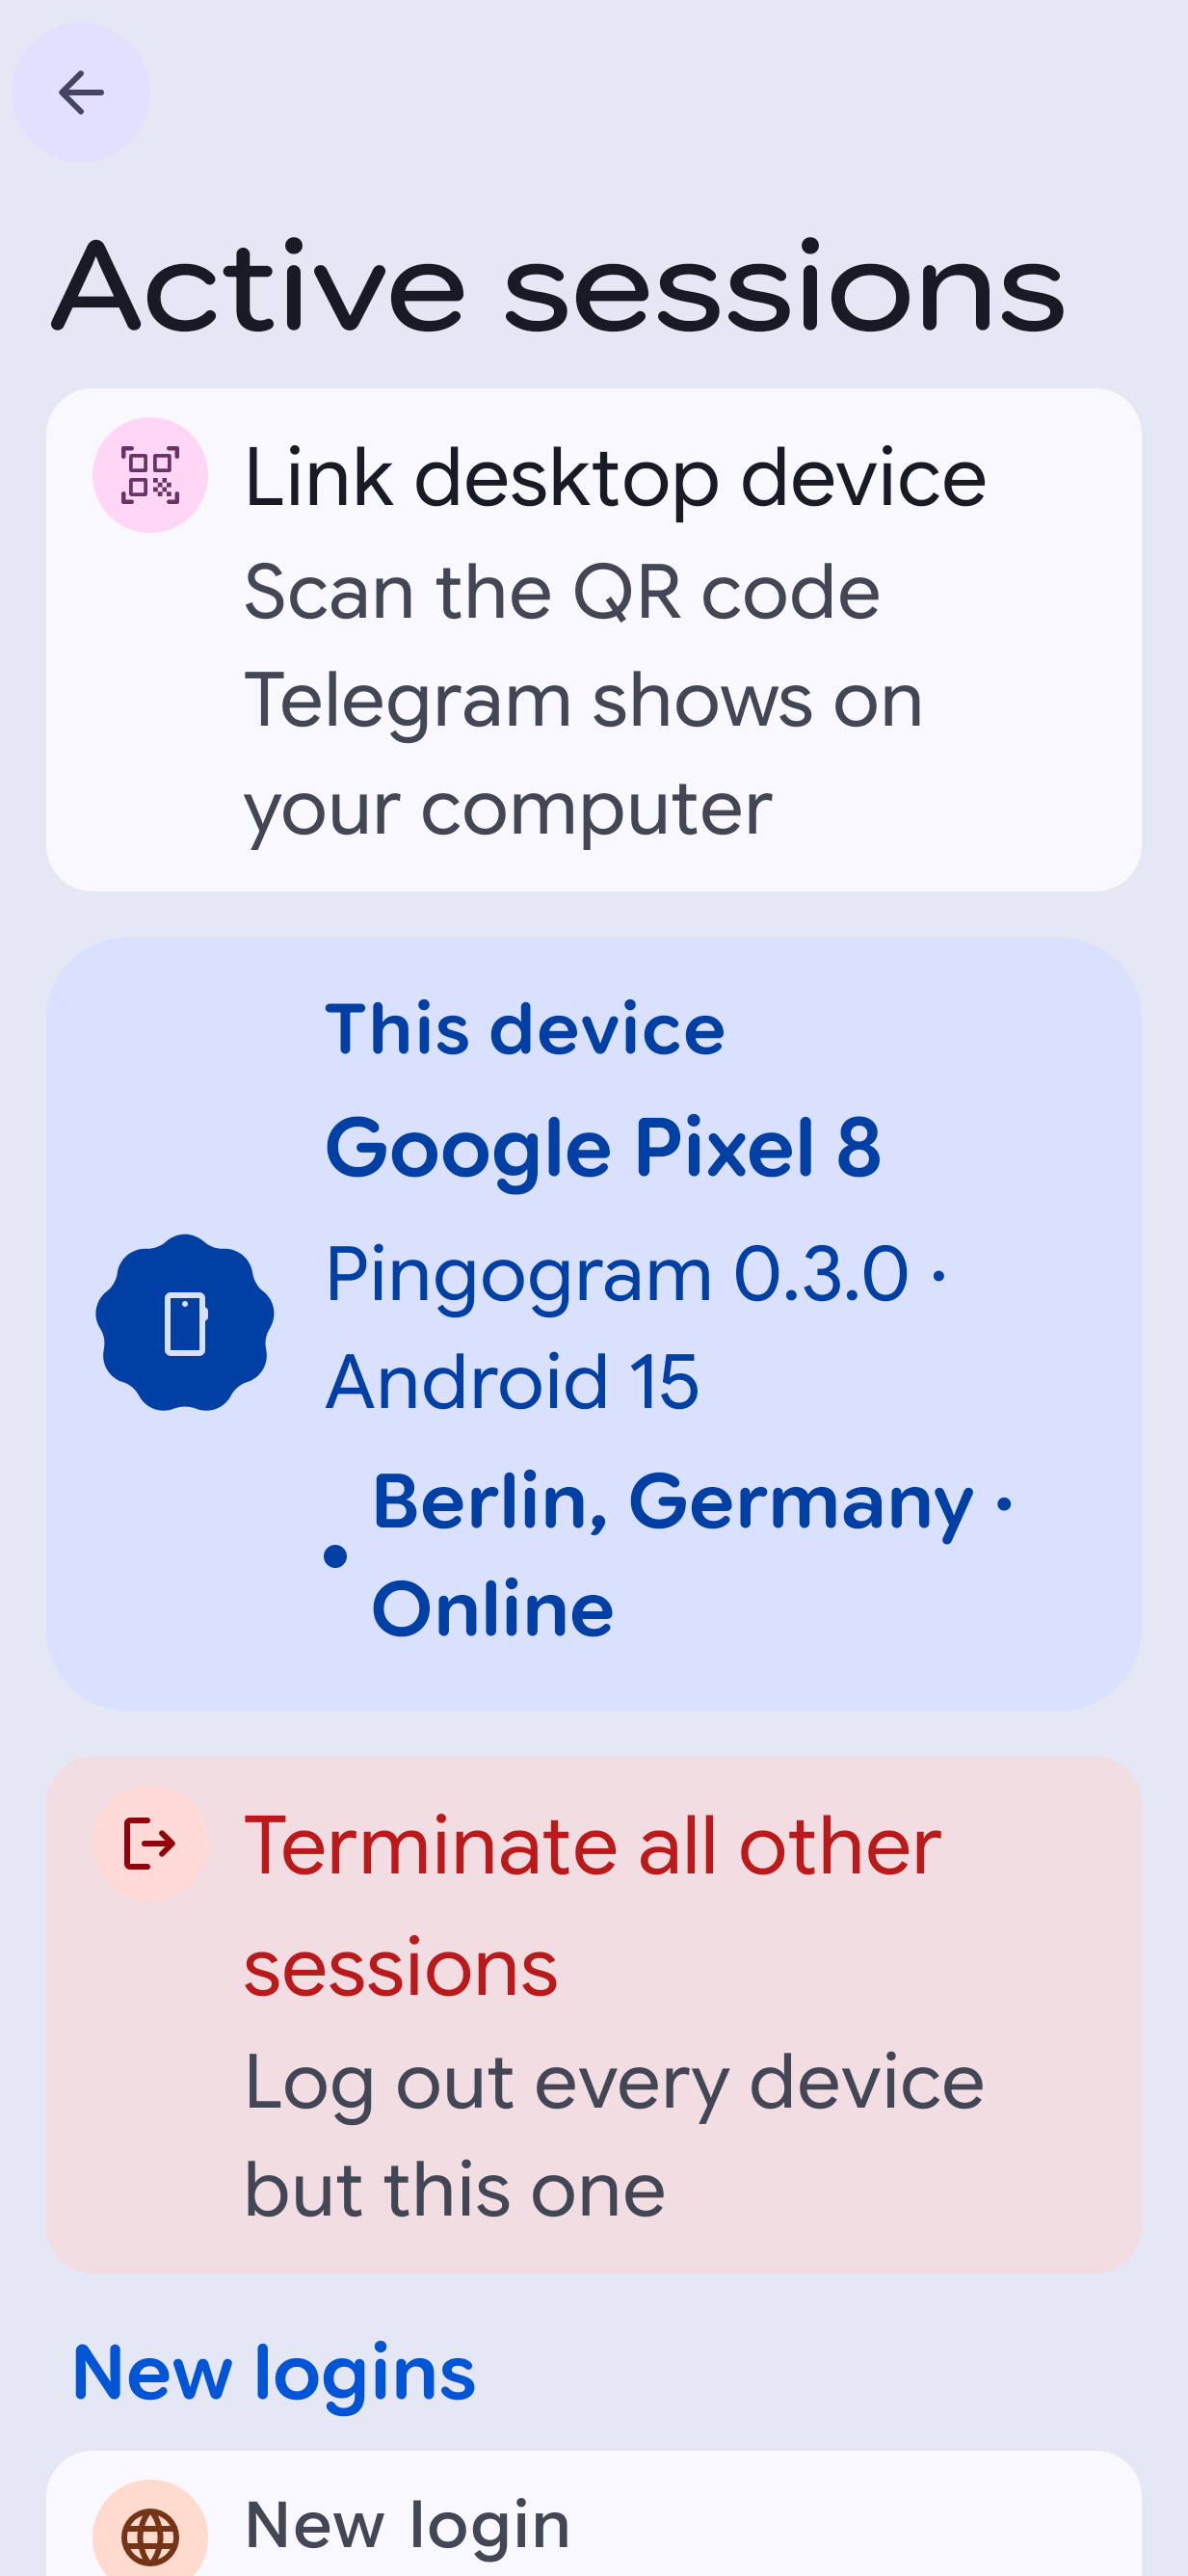 Active sessions
Link desktop device
Scan the QR code
Telegram shows on
your computer
This device
Google Pixel 8
Pingogram 0.3.0 ·
Android 15
Berlin, Germany ·
Online
Terminate all other
sessions
Log out every device
but this one
New logins
New login